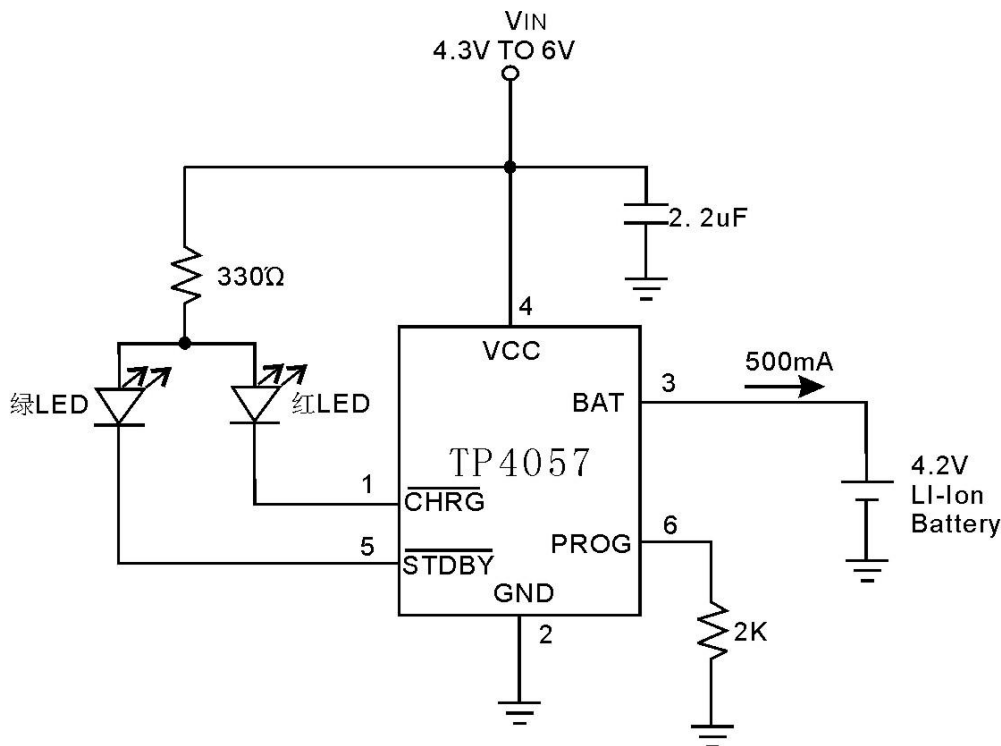 VIN
4.3V TO 6V
2. 2uF
330Ω
4
VCC
500mA
3
BAT
绿LED
红LED
TP4057
4.2V
LI-Ion
Battery
1
CHRG
6
PROG
5
STDBY
GND
2
2K